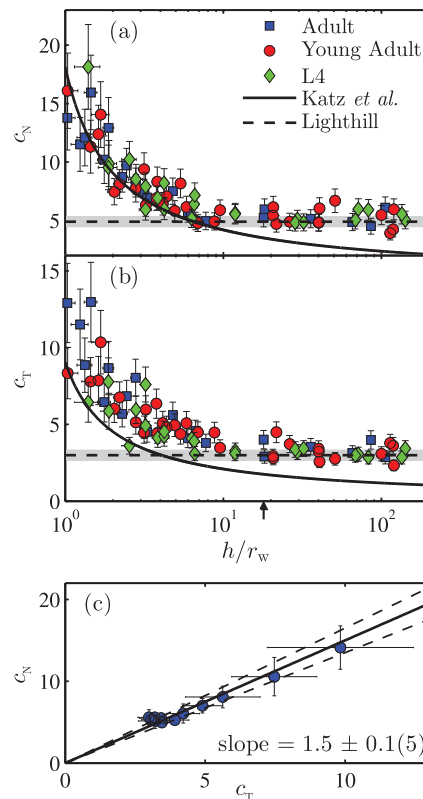 (a)
Adult
Young Adult
L4
Katz et al.
Lighthill
20
15
10
5
c_N
(b)
15
10
5
0
c_T
10^0
10^1
10^2
h/r_w
(c)
20
10
0
c_N
slope = 1.5 ± 0.1(5)
0
5
10
c_T